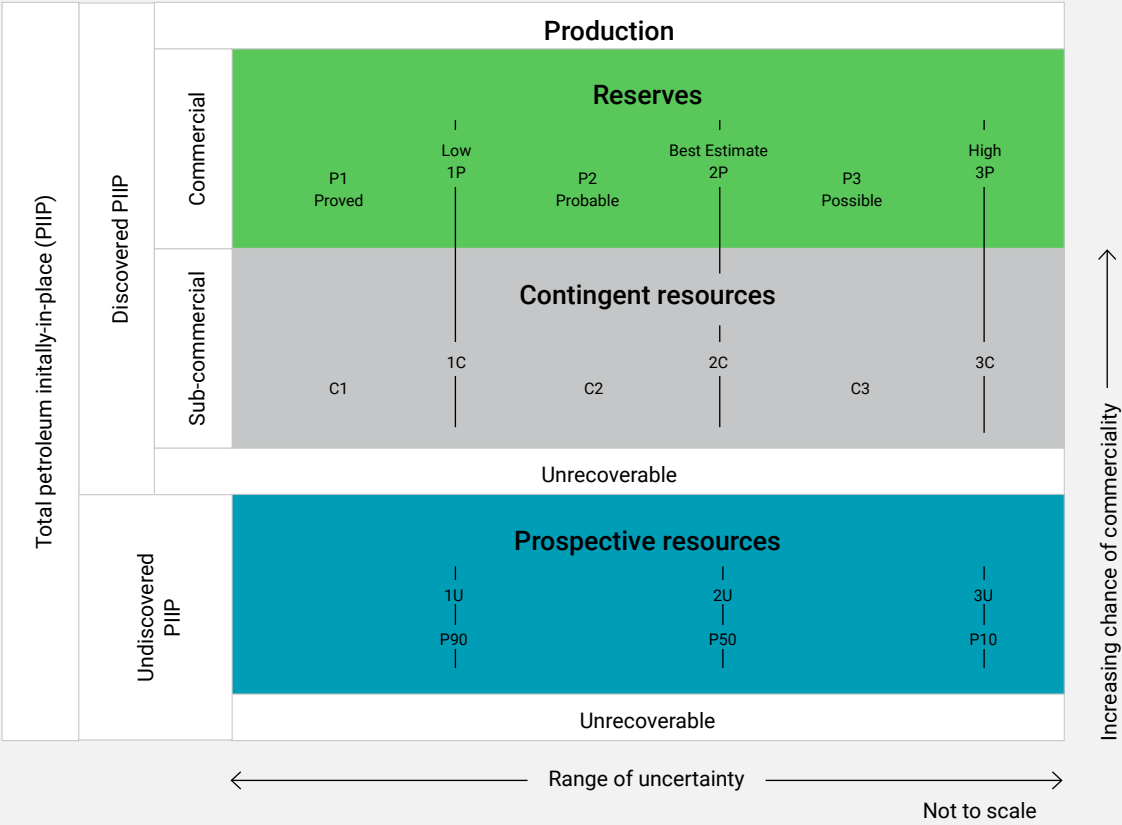 Production
Total petroleum initally-in-place (PIIP)
Discovered PIIP
Commercial
Reserves
Low
1P
Best Estimate
2P
High
3P
P1
Proved
P2
Probable
P3
Possible
Sub-commercial
Contingent resources
1C
2C
3C
C1
C2
C3
Unrecoverable
Undiscovered
PIIP
Prospective resources
1U
2U
3U
P90
P50
P10
Unrecoverable
Increasing chance of commerciality
Range of uncertainty
Not to scale